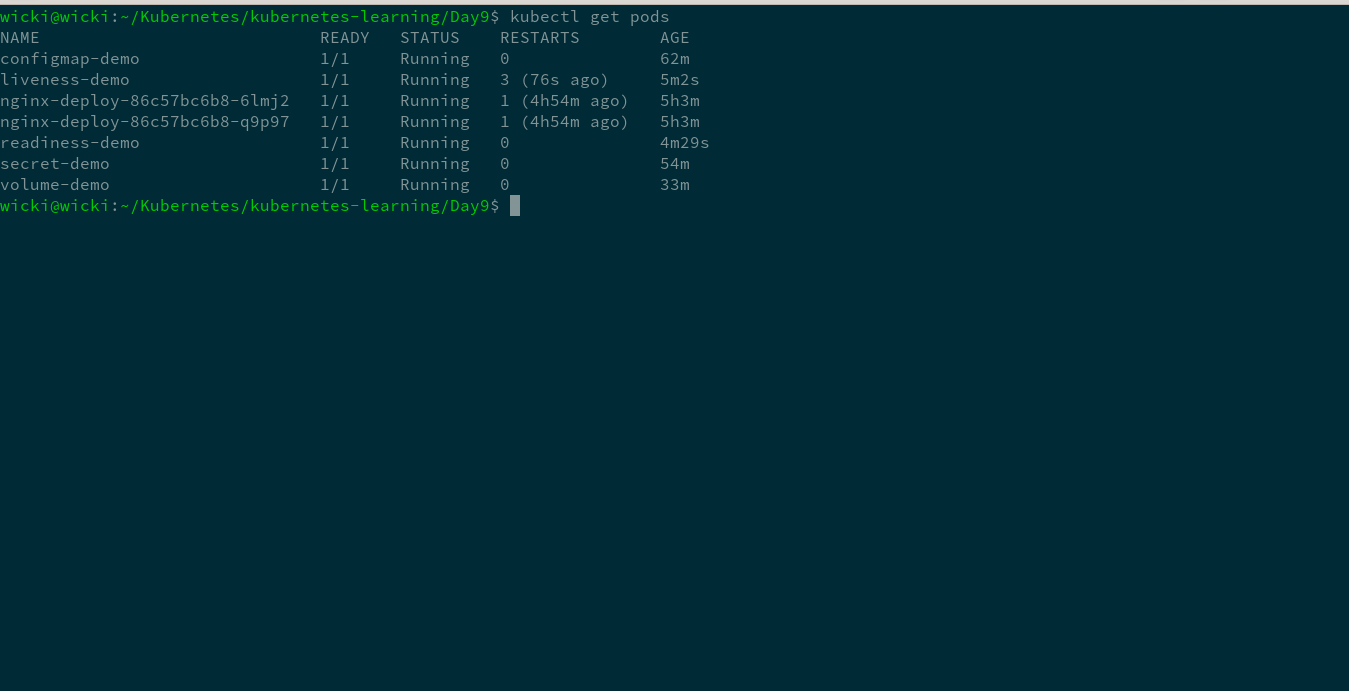 wicki@wicki:~/Kubernetes/kubernetes-learning/Day9$ kubectl get pods
NAME                            READY   STATUS    RESTARTS        AGE
configmap-demo                  1/1     Running   0               62m
liveness-demo                   1/1     Running   3 (76s ago)     5m2s
nginx-deploy-86c57bc6b8-6lmj2   1/1     Running   1 (4h54m ago)   5h3m
nginx-deploy-86c57bc6b8-q9p97   1/1     Running   1 (4h54m ago)   5h3m
readiness-demo                  1/1     Running   0               4m29s
secret-demo                     1/1     Running   0               54m
volume-demo                     1/1     Running   0               33m
wicki@wicki:~/Kubernetes/kubernetes-learning/Day9$